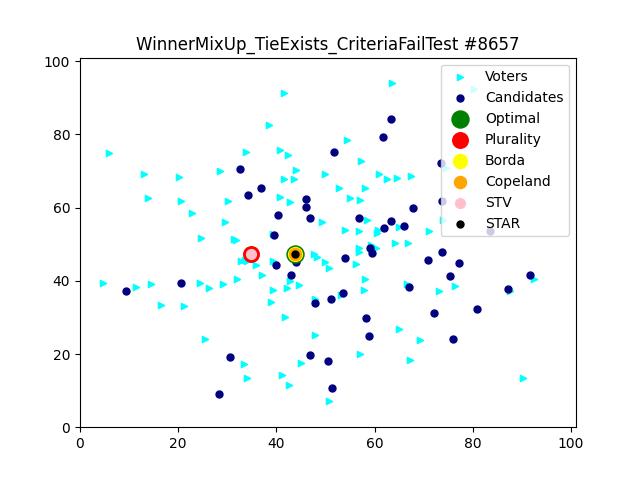 WinnerMixUp_TieExists_CriteriaFailTest #8657
100
80
60
40
20
0
Voters
Candidates
Optimal
Plurality
Borda
Copeland
STV
STAR
0 20 40 60 80 100